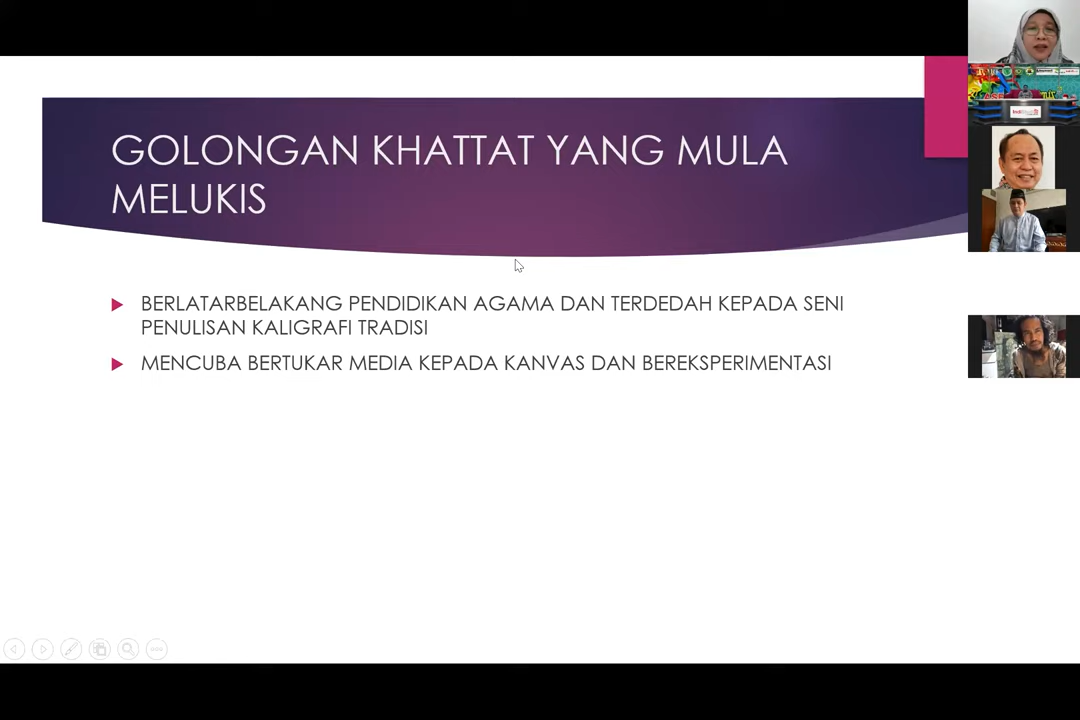 GOLONGAN KHATTAT YANG MULA
MELUKIS
BERLATARBELAKANG PENDIDIKAN AGAMA DAN TERDEDAH KEPADA SENI
PENULISAN KALIGRAFI TRADISI
MENCUBA BERTUKAR MEDIA KEPADA KANVAS DAN BEREKSPERIMENTASI